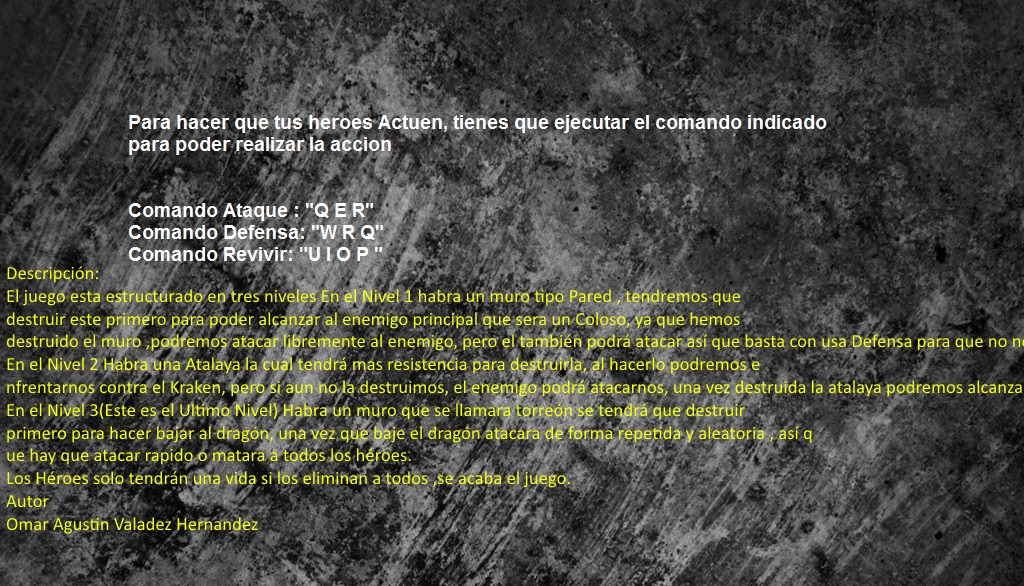 Para hacer que tus heroes Actuen, tienes que ejecutar el comando indicado
para poder realizar la accion
Comando Ataque : "Q E R"
Comando Defensa: "W R Q"
Comando Revivir: "U I O P "
Descripción:
El juego esta estructurado en tres niveles En el Nivel 1 habra un muro tipo Pared , tendremos que
destruir este primero para poder alcanzar al enemigo principal que sera un Coloso, ya que hemos
destruido el muro ,podremos atacar libremente al enemigo, pero el también podrá atacar así que basta con usa Defensa para que no
En el Nivel 2 Habra una Atalaya la cual tendrá mas resistencia para destruirla, al hacerlo podremos e
nfrentarnos contra el Kraken, pero si aun no la destruimos, el enemigo podrá atacarnos, una vez destruida la atalaya podremos alcanza
En el Nivel 3(Este es el Ultimo Nivel) Habra un muro que se llamara torreón se tendrá que destruir
primero para hacer bajar al dragón, una vez que baje el dragón atacara de forma repetida y aleatoria , así q
ue hay que atacar rapido o matara a todos los héroes.
Los Héroes solo tendrán una vida si los eliminan a todos ,se acaba el juego.
Autor
Omar Agustin Valadez Hernandez